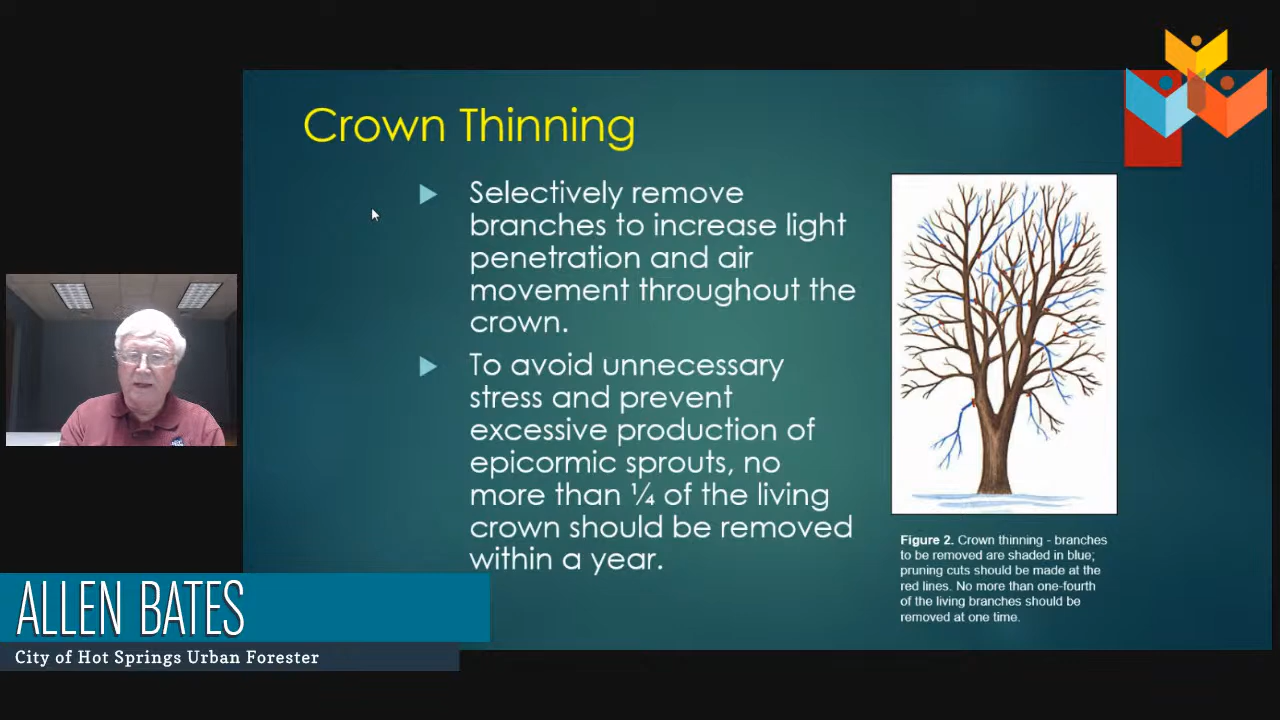 Crown Thinning
Selectively remove
branches to increase light
penetration and air
movement throughout the
crown.
To avoid unnecessary
stress and prevent
excessive production of
epicormic sprouts, no
more than ¼ of the living
crown should be removed
within a year.
Figure 2. Crown thinning - branches
to be removed are shaded in blue;
pruning cuts should be made at the
red lines. No more than one-fourth
of the living branches should be
removed at one time.
ALLEN BATES
City of Hot Springs Urban Forester